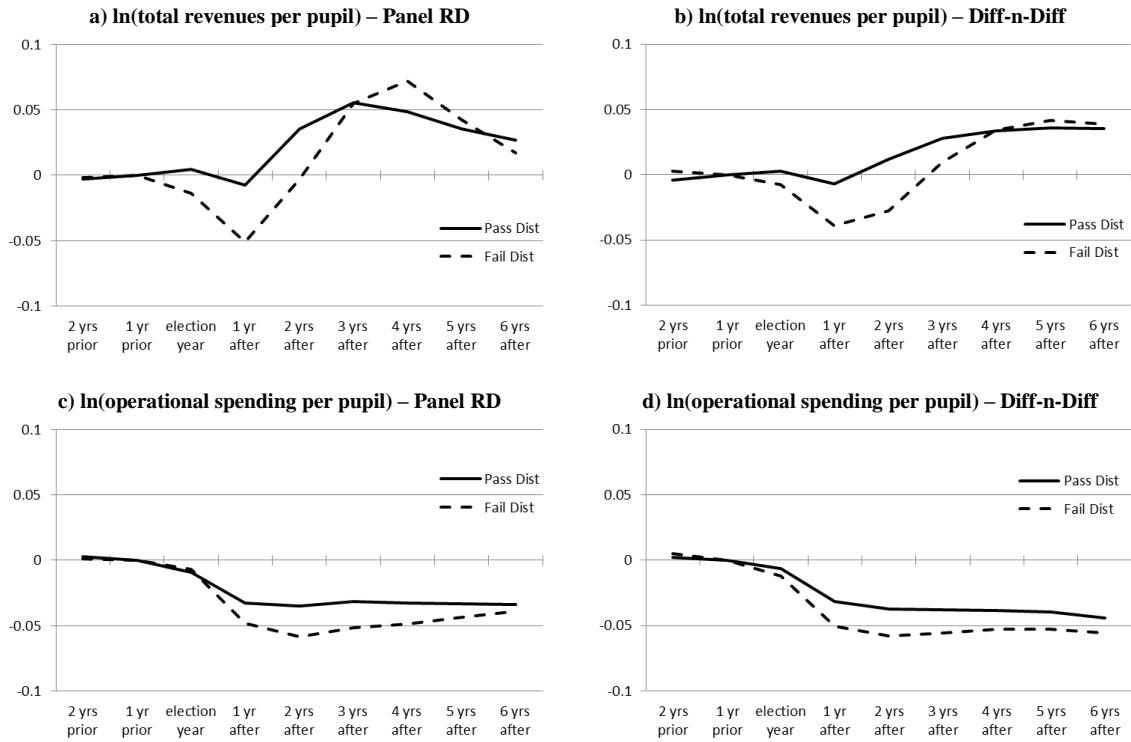 a) ln(total revenues per pupil) – Panel RD
0.1
0.05
0
-0.05
-0.1
Pass Dist
Fail Dist
2 yrs prior
1 yr prior
election year
1 yr after
2 yrs after
3 yrs after
4 yrs after
5 yrs after
6 yrs after
b) ln(total revenues per pupil) – Diff-n-Diff
0.1
0.05
0
-0.05
-0.1
Pass Dist
Fail Dist
2 yrs prior
1 yr prior
election year
1 yr after
2 yrs after
3 yrs after
4 yrs after
5 yrs after
6 yrs after
c) ln(operational spending per pupil) – Panel RD
0.1
0.05
0
-0.05
-0.1
Pass Dist
Fail Dist
2 yrs prior
1 yr prior
election year
1 yr after
2 yrs after
3 yrs after
4 yrs after
5 yrs after
6 yrs after
d) ln(operational spending per pupil) – Diff-n-Diff
0.1
0.05
0
-0.05
-0.1
Pass Dist
Fail Dist
2 yrs prior
1 yr prior
election year
1 yr after
2 yrs after
3 yrs after
4 yrs after
5 yrs after
6 yrs after